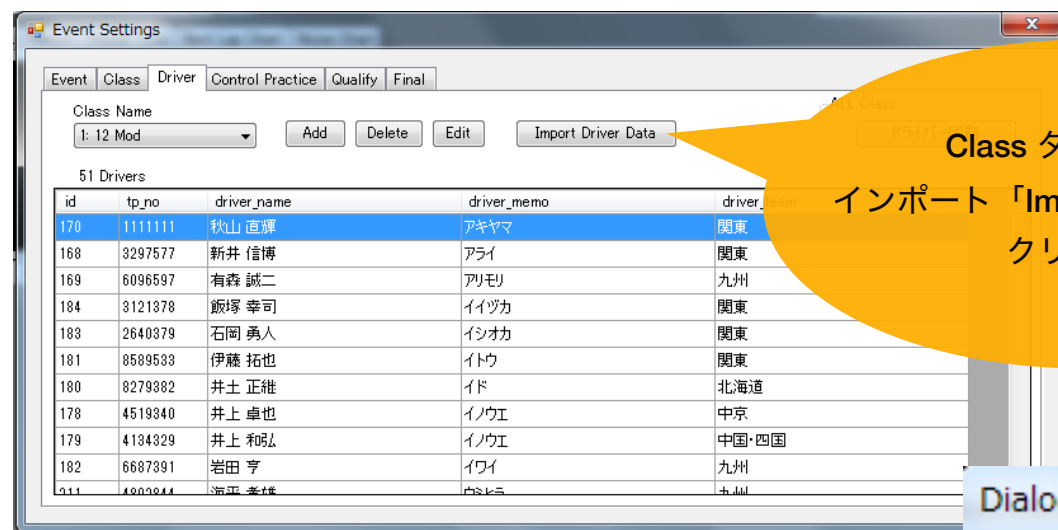 Event Settings
Event Class Driver Control Practice Qualify Final
Class Name
ALL Class
1: 12 Mod Add Delete Edit Import Driver Data
Class タ
インポート「Im
クリ
51 Drivers
id tp_no driver_name driver_memo driver_team
170 1111111 秋山 直輝 アキヤマ 関東
168 3297577 新井 信博 アライ 関東
169 6096597 有森 誠二 アリモリ 九州
184 3121378 飯塚 幸司 イイヅカ 関東
183 2640379 石岡 勇人 イシオカ 関東
181 8589533 伊藤 拓也 イトウ 関東
180 8279382 井土 正維 イド 北海道
178 4519340 井上 卓也 イノウエ 中京
179 4134329 井上 和弘 イノウエ 中国・四国
182 6687391 岩田 亨 イワイ 九州
Dialo